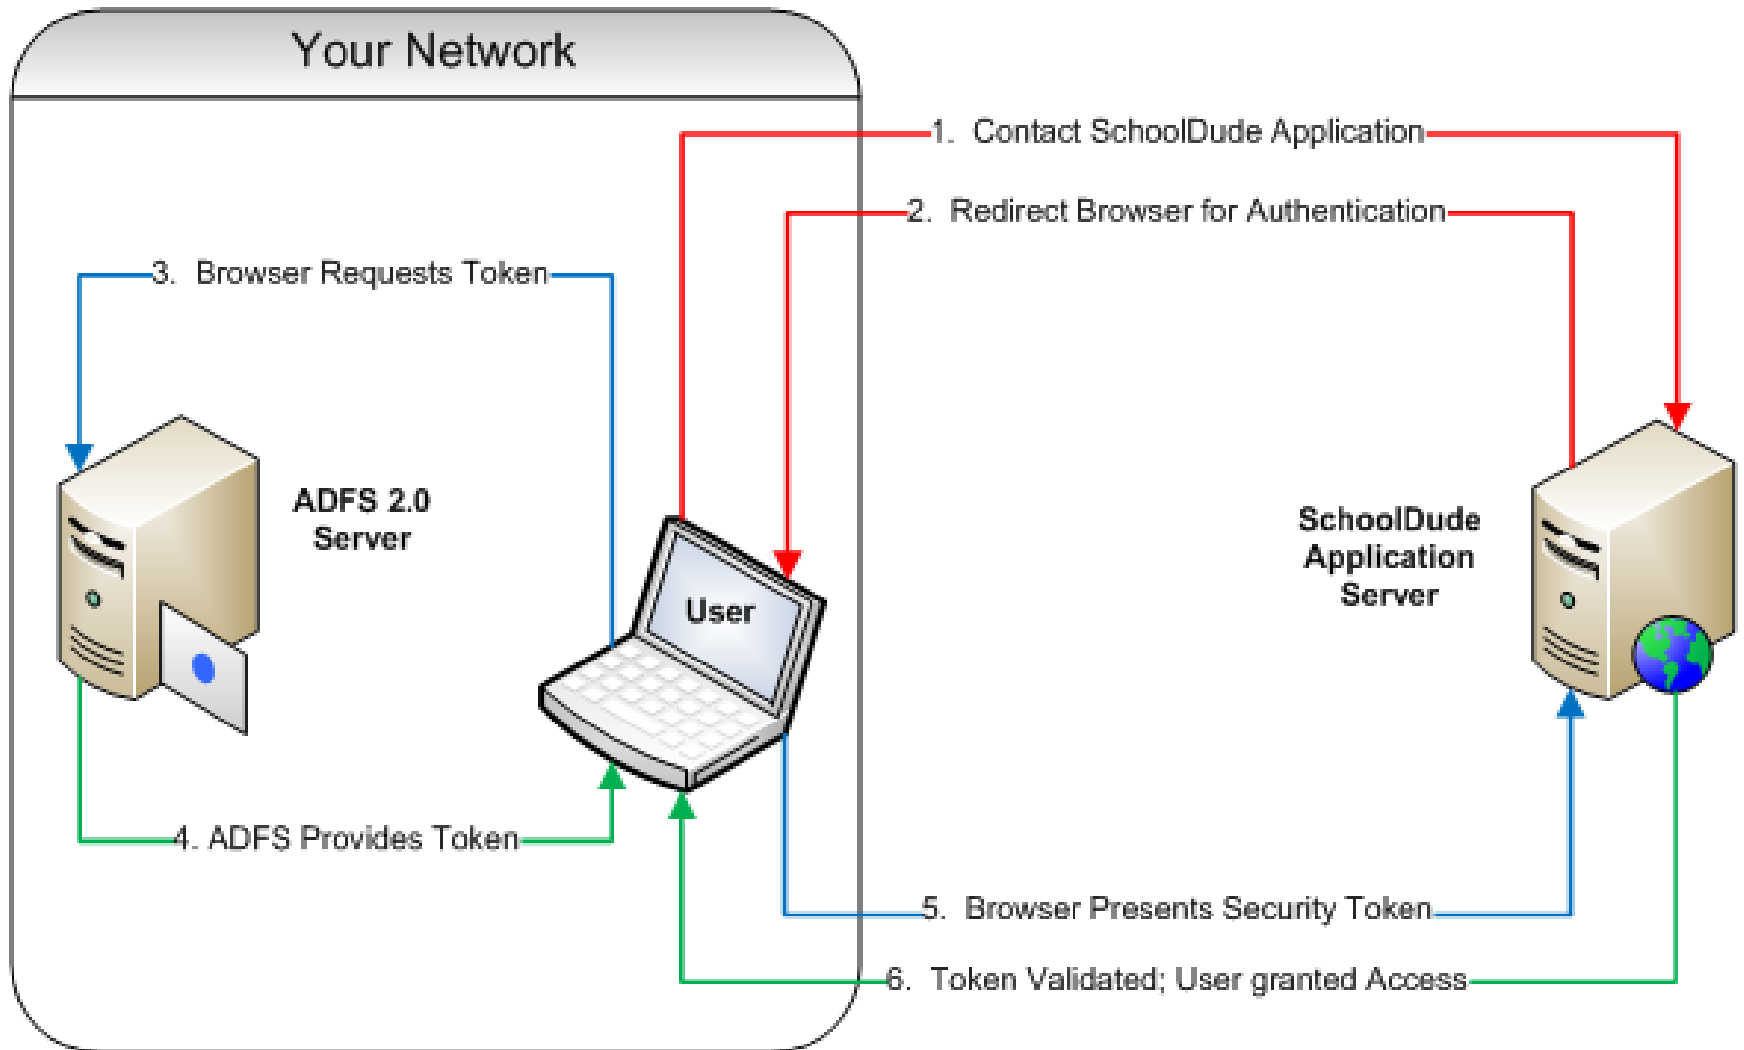 Your Network
1. Contact SchoolDude Application
2. Redirect Browser for Authentication
3. Browser Requests Token
ADFS 2.0
Server
User
SchoolDude
Application
Server
4. ADFS Provides Token
5. Browser Presents Security Token
6. Token Validated; User granted Access